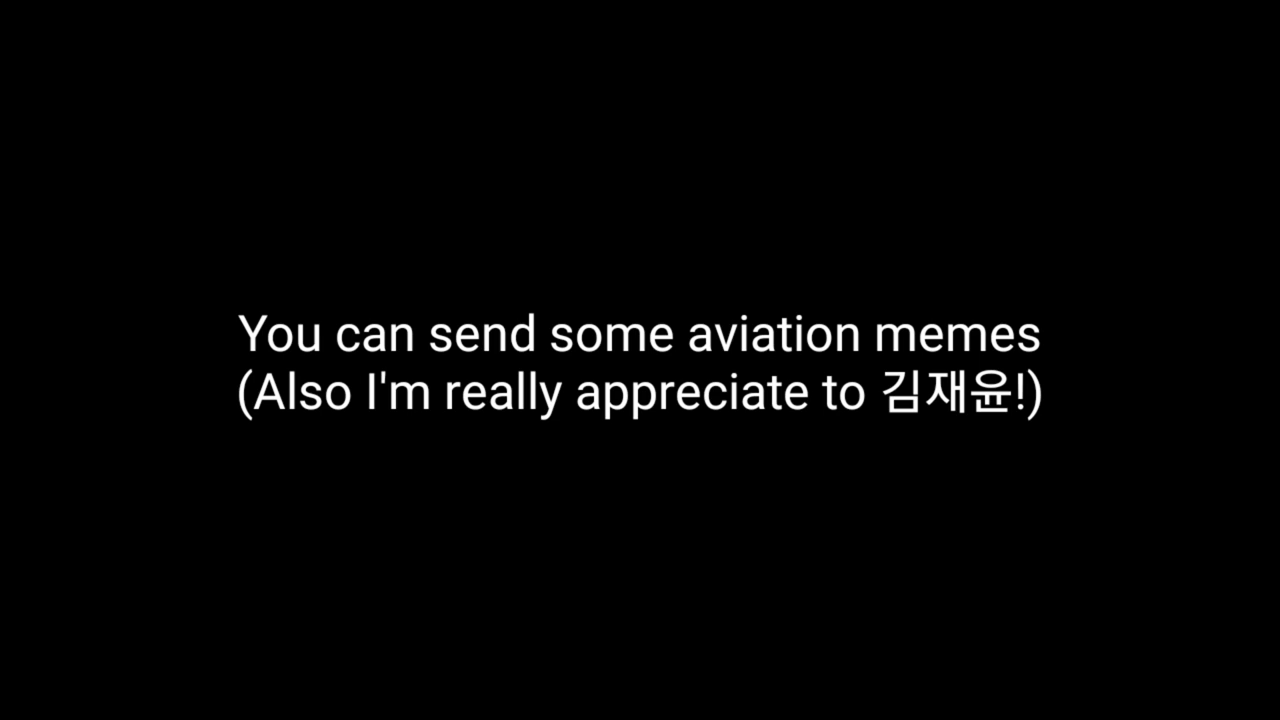 You can send some aviation memes
(Also I'm really appreciate to 김재윤!)